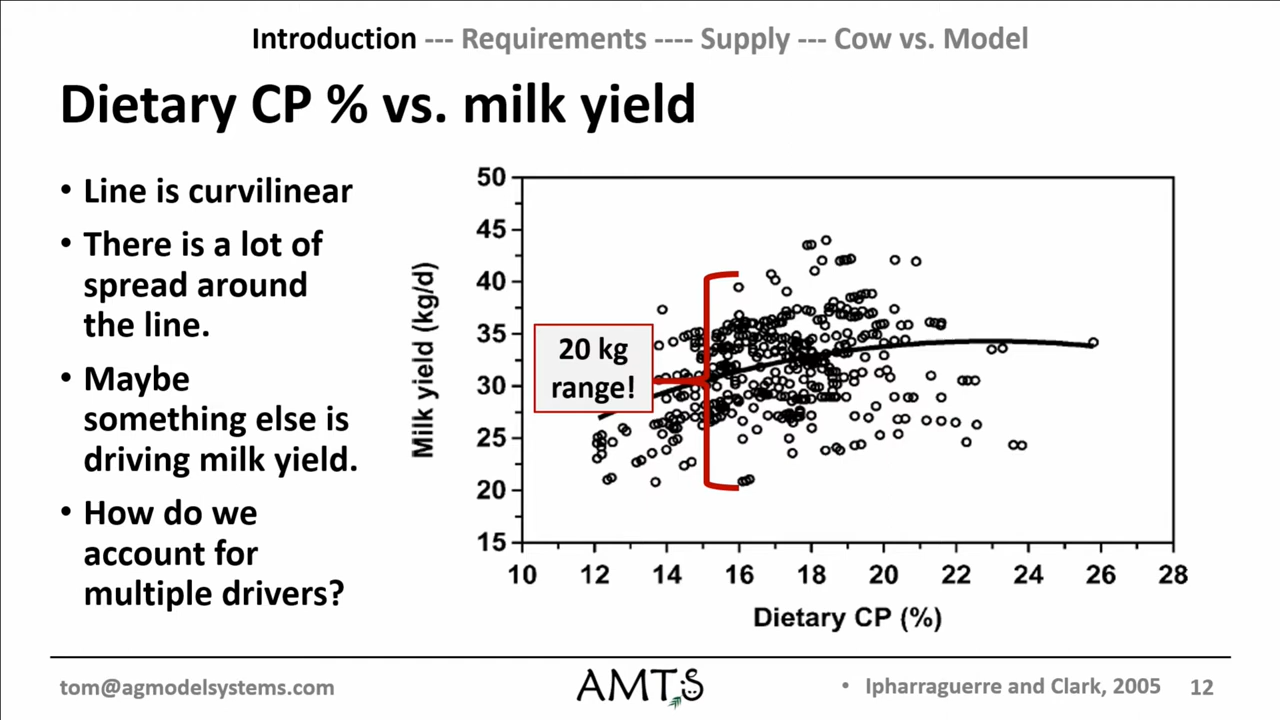 Introduction --- Requirements ---- Supply --- Cow vs. Model
Dietary CP % vs. milk yield
• Line is curvilinear
• There is a lot of
spread around
the line.
• Maybe
something else is
driving milk yield.
• How do we
account for
multiple drivers?
Milk yield (kg/d)
50
45
40
35
30
25
20
15
20 kg
range!
10 12 14 16 18 20 22 24 26 28
Dietary CP (%)
tom@agmodelsystems.com
AMTS
• Ipharraguerre and Clark, 2005
12